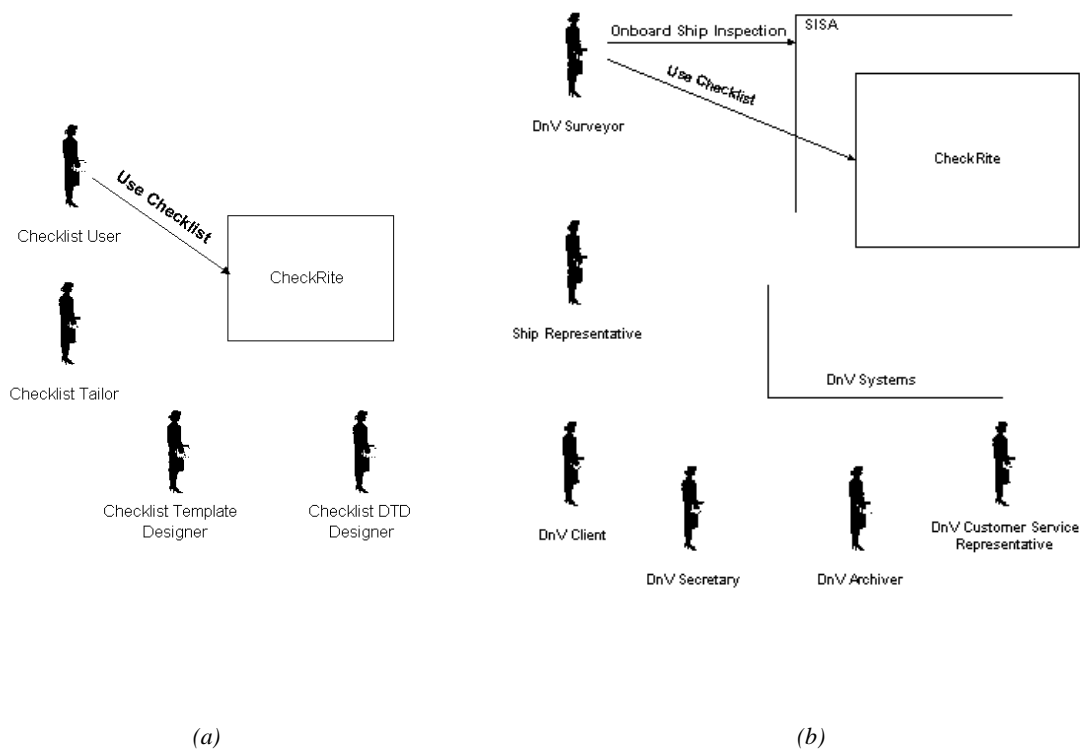 Use Checklist
Checklist User
CheckRite
Checklist Tailor
Checklist Template
Designer
Checklist DTD
Designer
(a)
Onboard Ship Inspection
SISA
Use Checklist
DnV Surveyor
CheckRite
Ship Representative
DnV Systems
DnV Client
DnV Secretary
DnV Archiver
DnV Customer Service
Representative
(b)